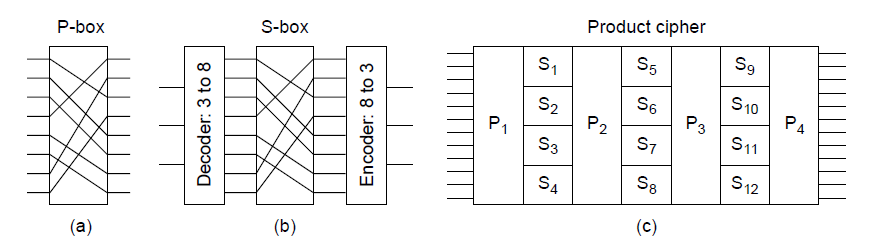 P-box S-box Product cipher
Decoder: 3 to 8
Encoder: 8 to 3
S1 S5 S9
S2 S6 S10
P1 P2 P3 P4
S3 S7 S11
S4 S8 S12
(a) (b) (c)